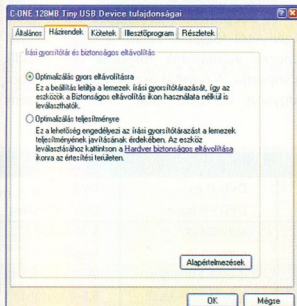 C-ONE 128MB Tiny USB Device tulajdonságai
Általános Házirendek Kötetek Illesztőprogram Részletek
Írási gyorsítótár és biztonságos eltávolítás
Optimalizálás gyors eltávolításra
Ez a beállítás letiltja a lemezek írási gyorsítótárazását, így az
eszközök a Biztonságos eltávolítás ikon használata nélkül is
leválaszthatók.
Optimalizálás teljesítményre
Ez a lehetőség engedélyezi az írási gyorsítótárazást a lemezek
teljesítményének javításának érdekében. Az eszköz
leválasztásához kattintson a Hardver biztonságos eltávolítása
ikonra az értesítési területen.
Alapértelmezések
OK Mégse